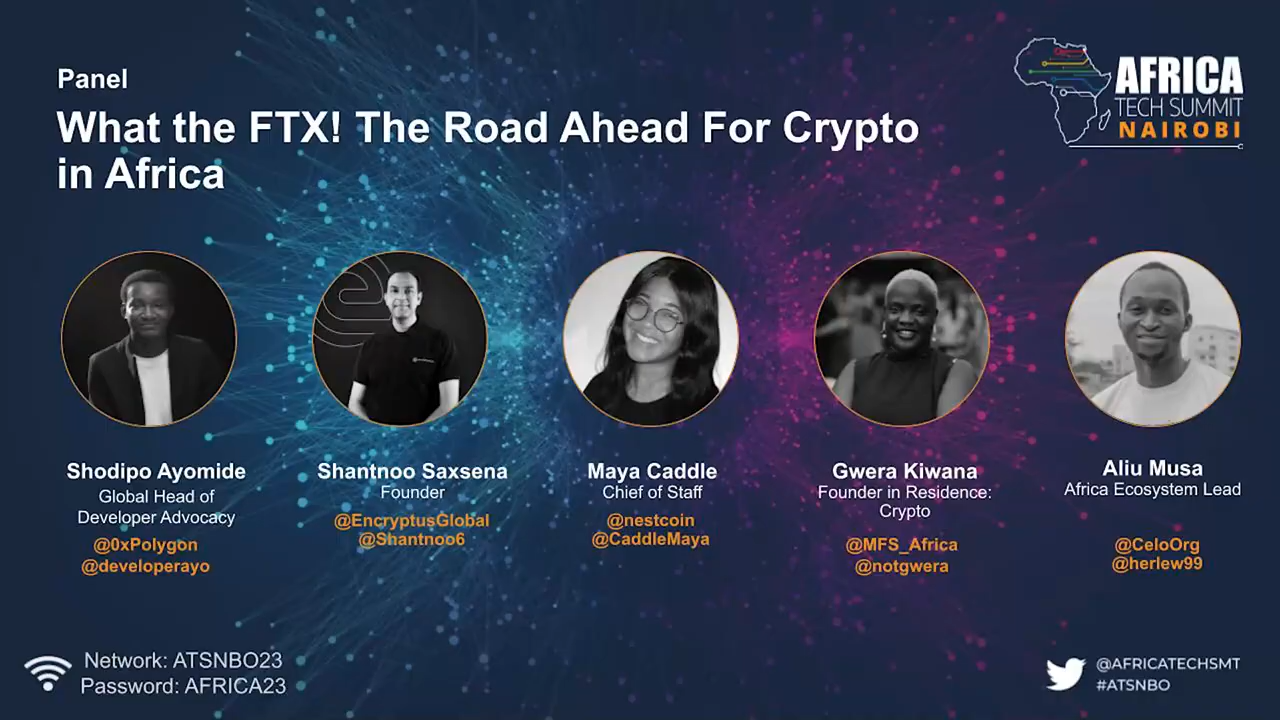 Panel
What the FTX! The Road Ahead For Crypto
in Africa
AFRICA
TECH SUMMIT
NAIROBI
Shodipo Ayomide
Global Head of
Developer Advocacy
@0xPolygon
@developerayo
Shantnoo Saxsena
Founder
@EncryptusGlobal
@Shantnoo6
Maya Caddle
Chief of Staff
@nestcoin
@CaddleMaya
Gwera Kiwana
Founder in Residence:
Crypto
@MFS_Africa
@notgwera
Aliu Musa
Africa Ecosystem Lead
@CeloOrg
@herlew99
Network: ATSNBO23
Password: AFRICA23
@AFRICATECHSMT
#ATSNBO